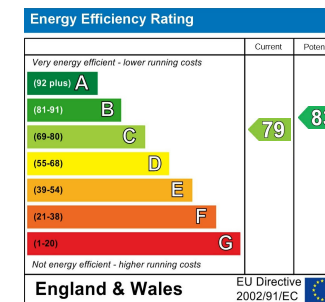 Energy Efficiency Rating
Current
Very energy efficient - lower running costs
(92 plus) A
(81-91) B
(69-80) C
79
(55-68) D
(39-54) E
(21-38) F
(1-20) G
Not energy efficient - higher running costs
England & Wales
EU Directive
2002/91/EC